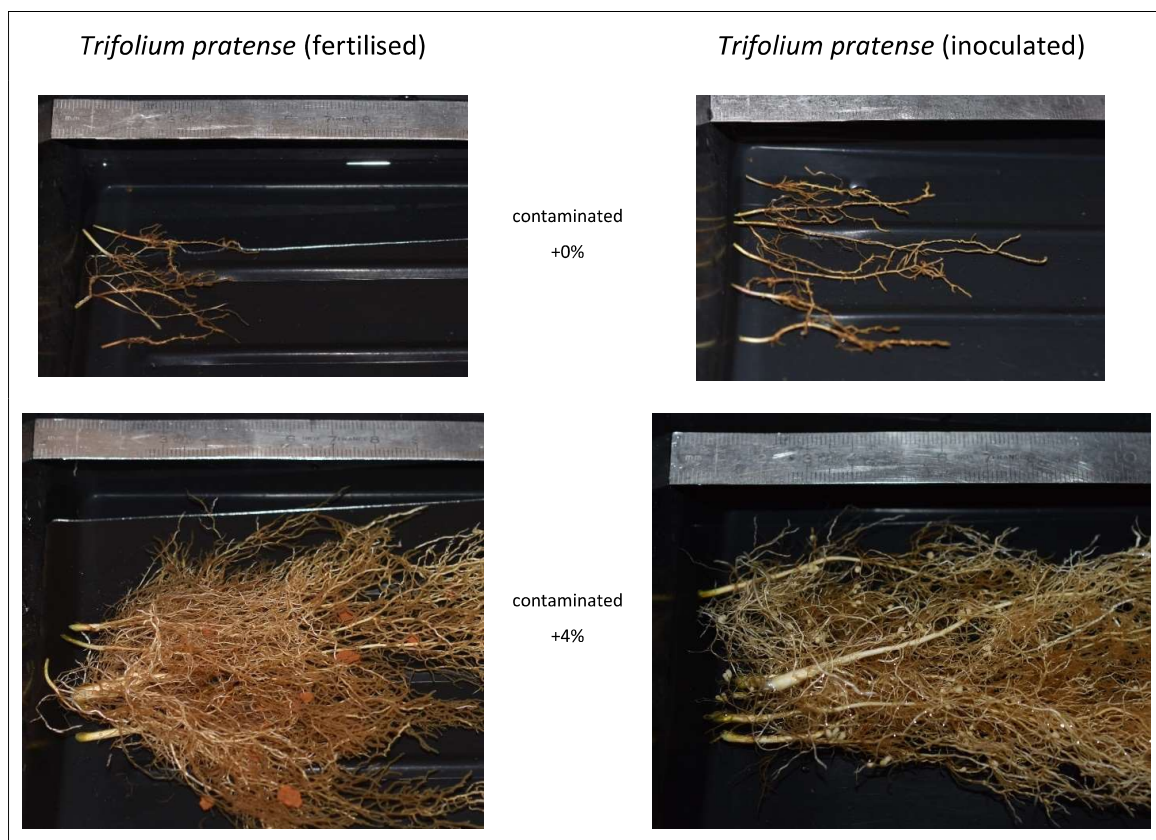 Trifolium pratense (fertilised)
Trifolium pratense (inoculated)
contaminated
+0%
contaminated
+4%